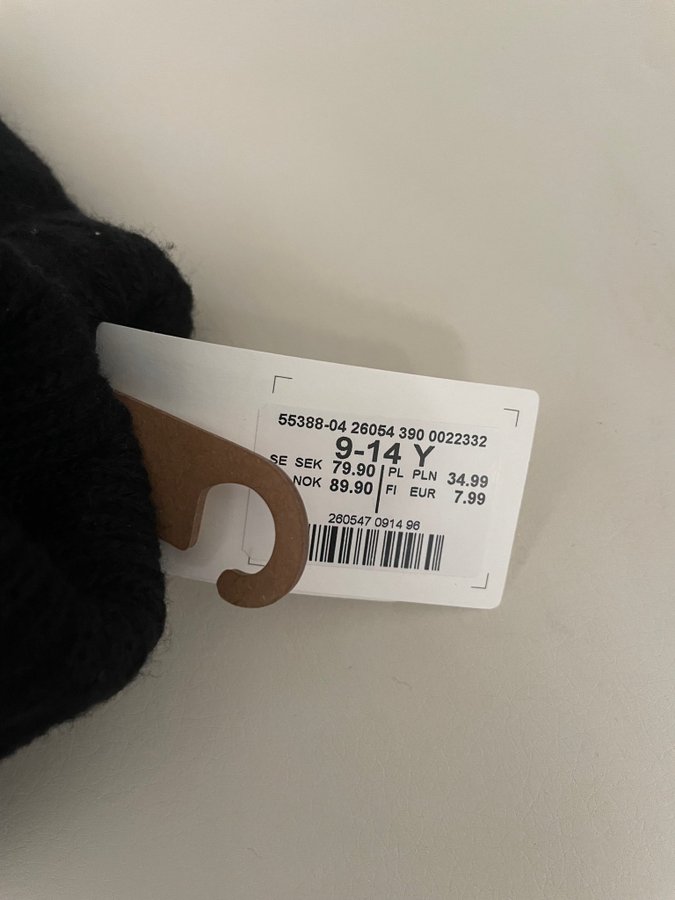 55388-04 26054 390 0022332
9-14 Y
SE SEK 79.90 PL PLN 34.99
NOK 89.90 FI EUR 7.99
260547 0914 96